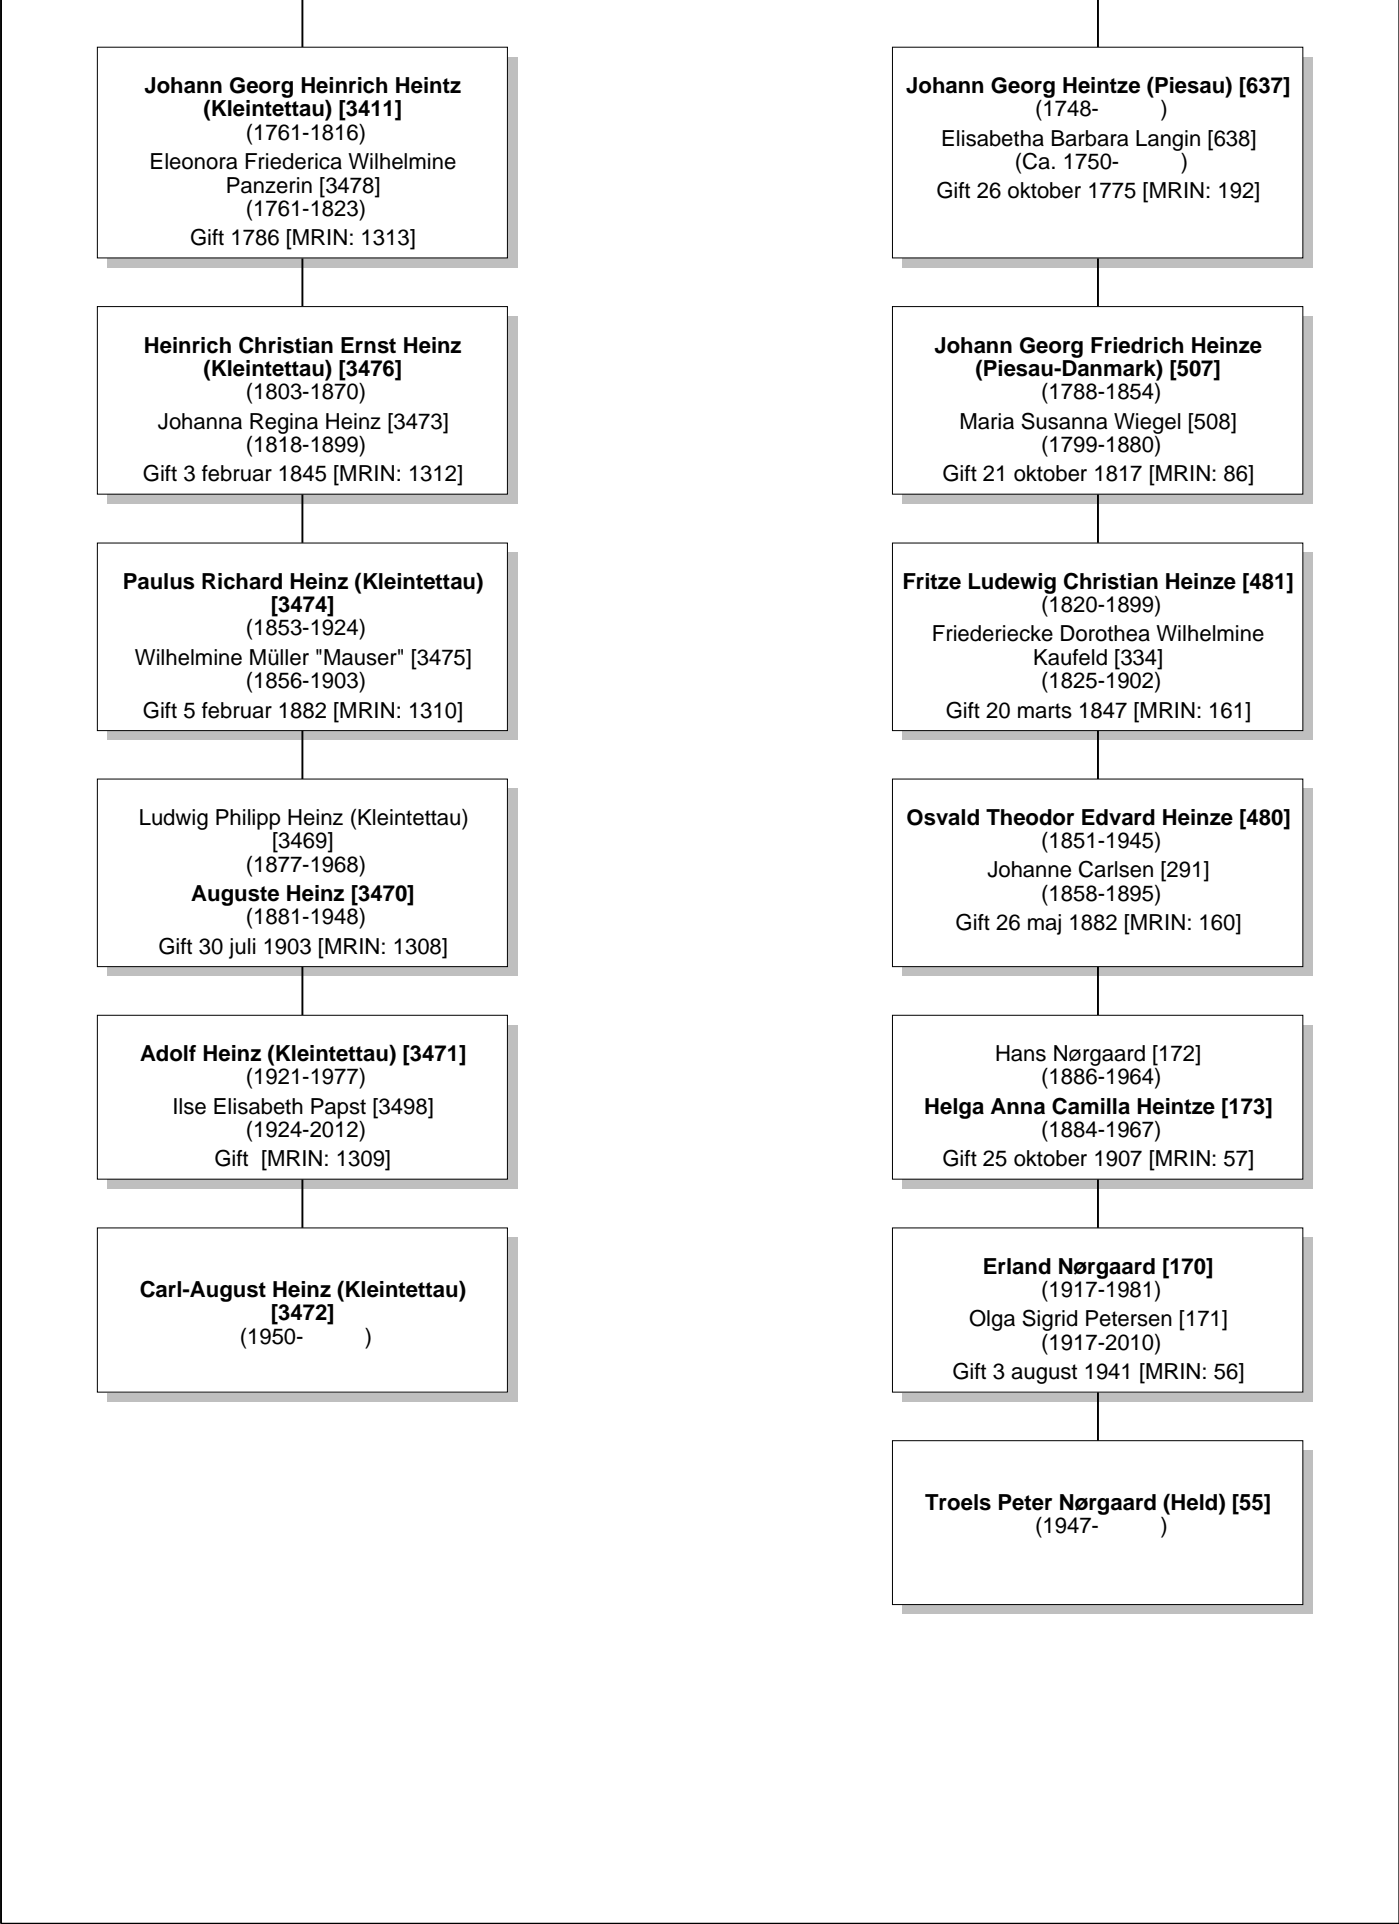 Johann Georg Heinrich Heintz
(Kleintettau) [3411]
(1761-1816)
Eleonora Friederica Wilhelmine
Panzerin [3478]
(1761-1823)
Gift 1786 [MRIN: 1313]
Heinrich Christian Ernst Heinz
(Kleintettau) [3476]
(1803-1870)
Johanna Regina Heinz [3473]
(1818-1899)
Gift 3 februar 1845 [MRIN: 1312]
Paulus Richard Heinz (Kleintettau)
[3474]
(1853-1924)
Wilhelmine Müller "Mauser" [3475]
(1856-1903)
Gift 5 februar 1882 [MRIN: 1310]
Ludwig Philipp Heinz (Kleintettau)
[3469]
(1877-1968)
Auguste Heinz [3470]
(1881-1948)
Gift 30 juli 1903 [MRIN: 1308]
Adolf Heinz (Kleintettau) [3471]
(1921-1977)
Ilse Elisabeth Papst [3498]
(1924-2012)
Gift  [MRIN: 1309]
Carl-August Heinz (Kleintettau)
[3472]
(1950-          )
Johann Georg Heintze (Piesau) [637]
(1748-          )
Elisabetha Barbara Langin [638]
(Ca. 1750-          )
Gift 26 oktober 1775 [MRIN: 192]
Johann Georg Friedrich Heinze
(Piesau-Danmark) [507]
(1788-1854)
Maria Susanna Wiegel [508]
(1799-1880)
Gift 21 oktober 1817 [MRIN: 86]
Fritze Ludewig Christian Heinze [481]
(1820-1899)
Friederiecke Dorothea Wilhelmine
Kaufeld [334]
(1825-1902)
Gift 20 marts 1847 [MRIN: 161]
Osvald Theodor Edvard Heinze [480]
(1851-1945)
Johanne Carlsen [291]
(1858-1895)
Gift 26 maj 1882 [MRIN: 160]
Hans Nørgaard [172]
(1886-1964)
Helga Anna Camilla Heintze [173]
(1884-1967)
Gift 25 oktober 1907 [MRIN: 57]
Erland Nørgaard [170]
(1917-1981)
Olga Sigrid Petersen [171]
(1917-2010)
Gift 3 august 1941 [MRIN: 56]
Troels Peter Nørgaard (Held) [55]
(1947-          )